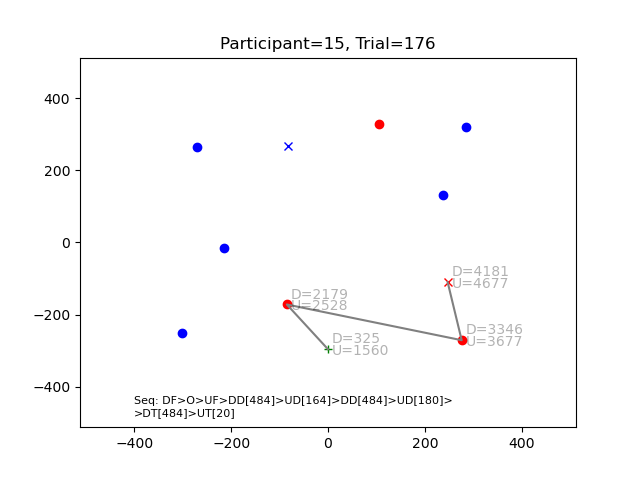 Participant=15, Trial=176
400
200
0
−200
−400
D=4181
U=4677
D=2179
U=2528
D=3346
U=3677
D=325
U=1560
Seq: DF>O>UF>DD[484]>UD[164]>DD[484]>UD[180]>
>DT[484]>UT[20]
−400 −200 0 200 400